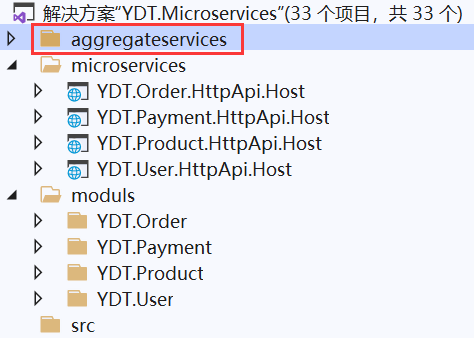 解决方案“YDT.Microservices”(33 个项目，共 33 个)
aggregateservices
microservices
YDT.Order.HttpApi.Host
YDT.Payment.HttpApi.Host
YDT.Product.HttpApi.Host
YDT.User.HttpApi.Host
moduls
YDT.Order
YDT.Payment
YDT.Product
YDT.User
src